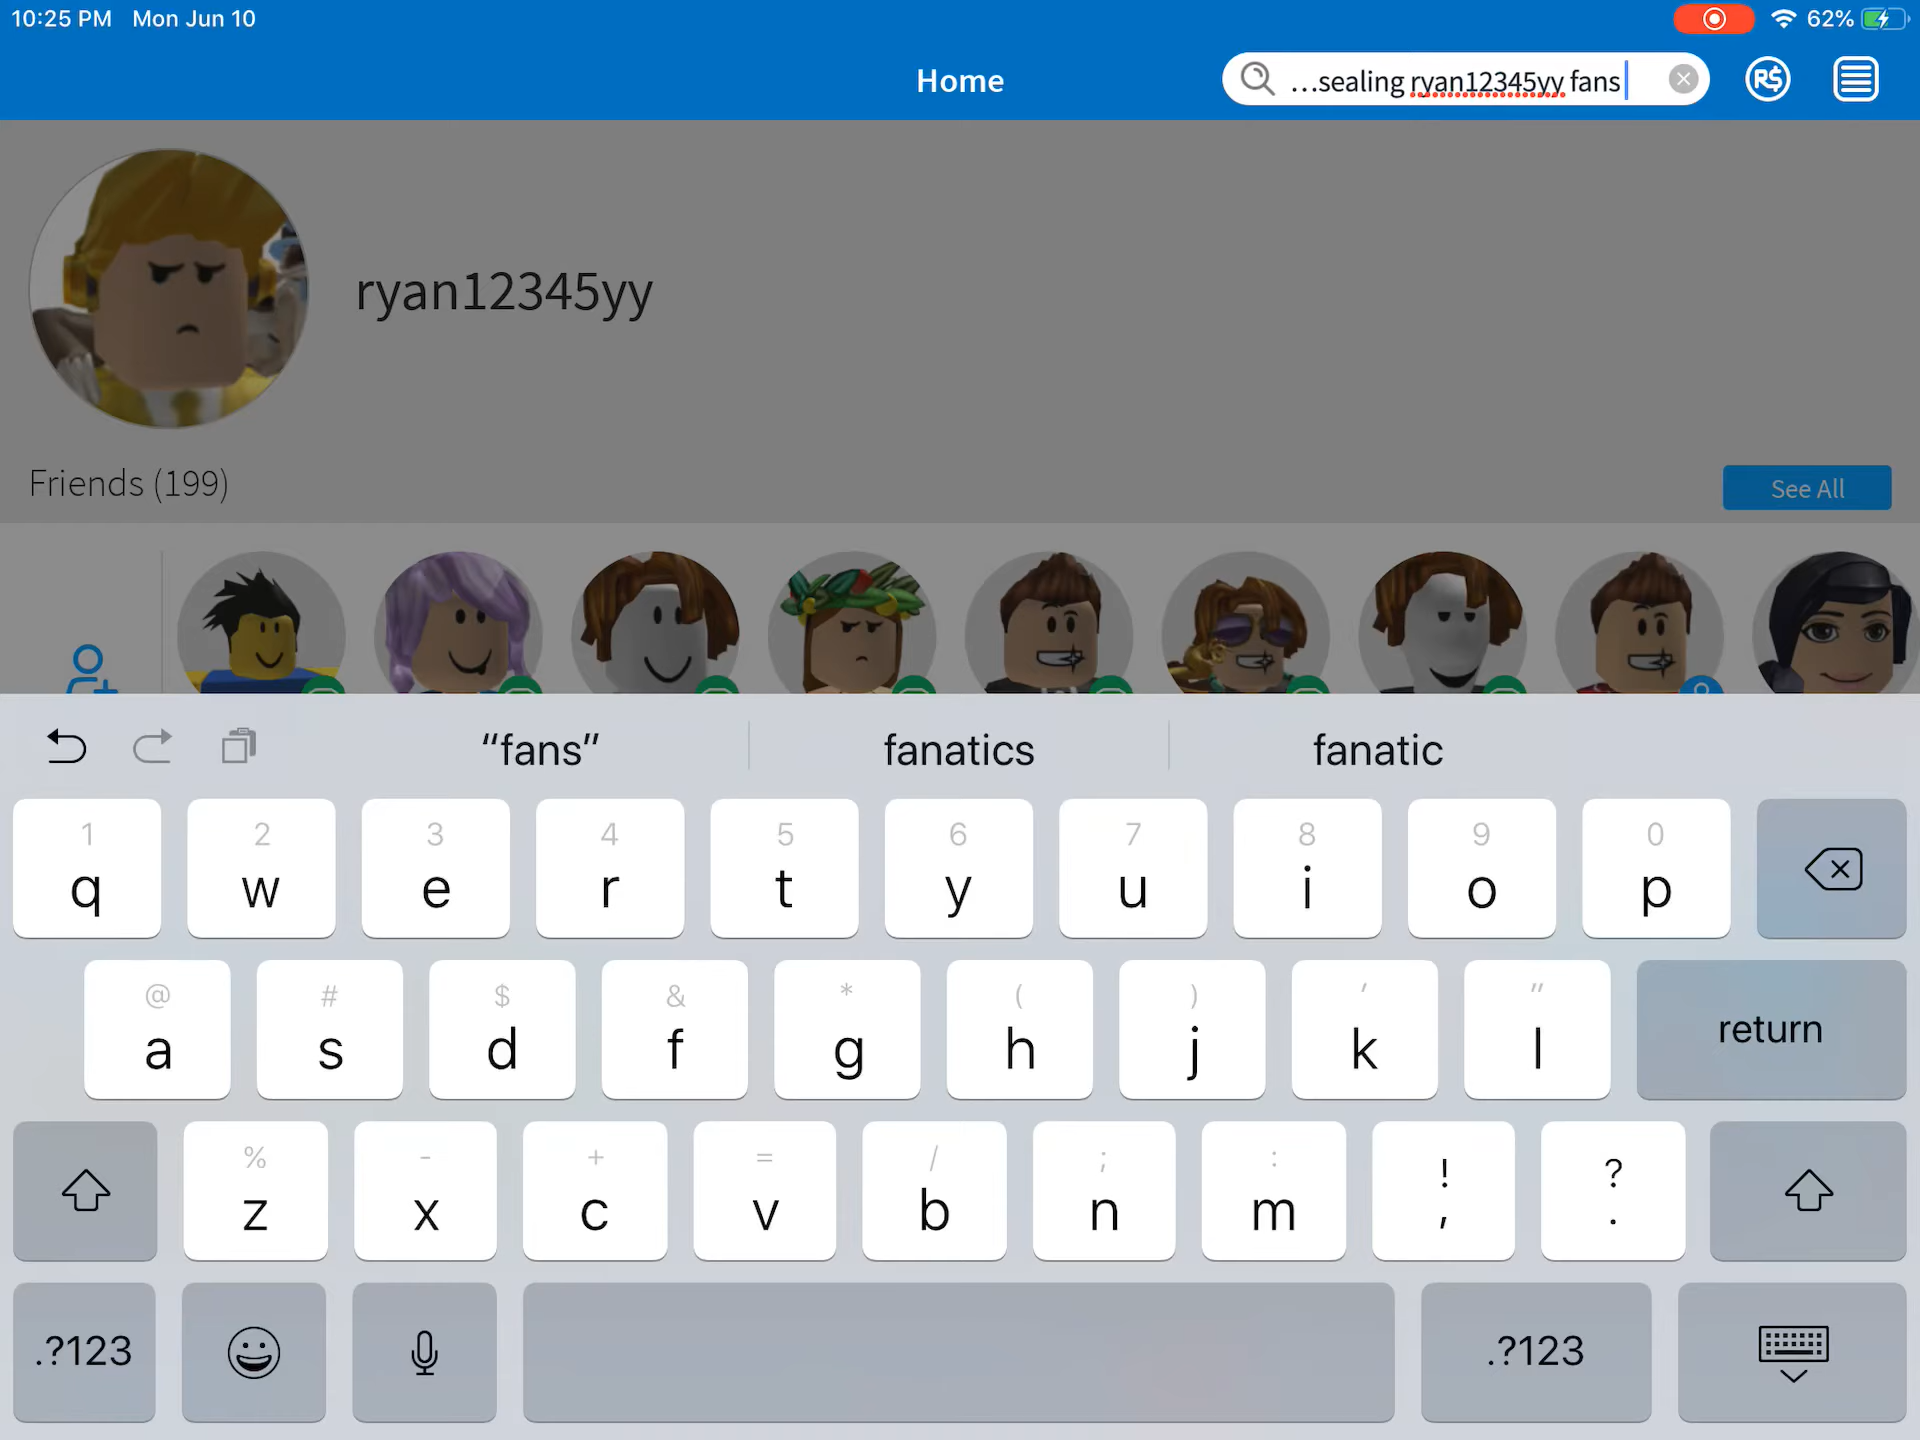 10:25 PM Mon Jun 10
62%
Home
...sealing ryan12345yy fans
R$
ryan12345yy
Friends (199)
See All
“fans”
fanatics
fanatic
1 2 3 4 5 6 7 8 9 0
q w e r t y u i o p
@ # $ & * ( ) ' "
a s d f g h j k l
return
% - + = / ; : ! ?
z x c v b n m , .
.?123
.?123